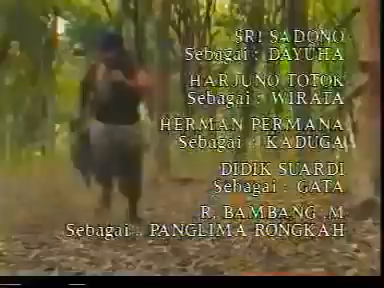 SRI SADONO
Sebagai : DAYUHA
HARJUNO TOTOK
Sebagai : WIRATA
HERMAN PERMANA
Sebagai : KADUGA
DIDIK SUARDI
Sebagai : GATA
R. BAMBANG .M
Sebagai : PANGLIMA RONGKAH